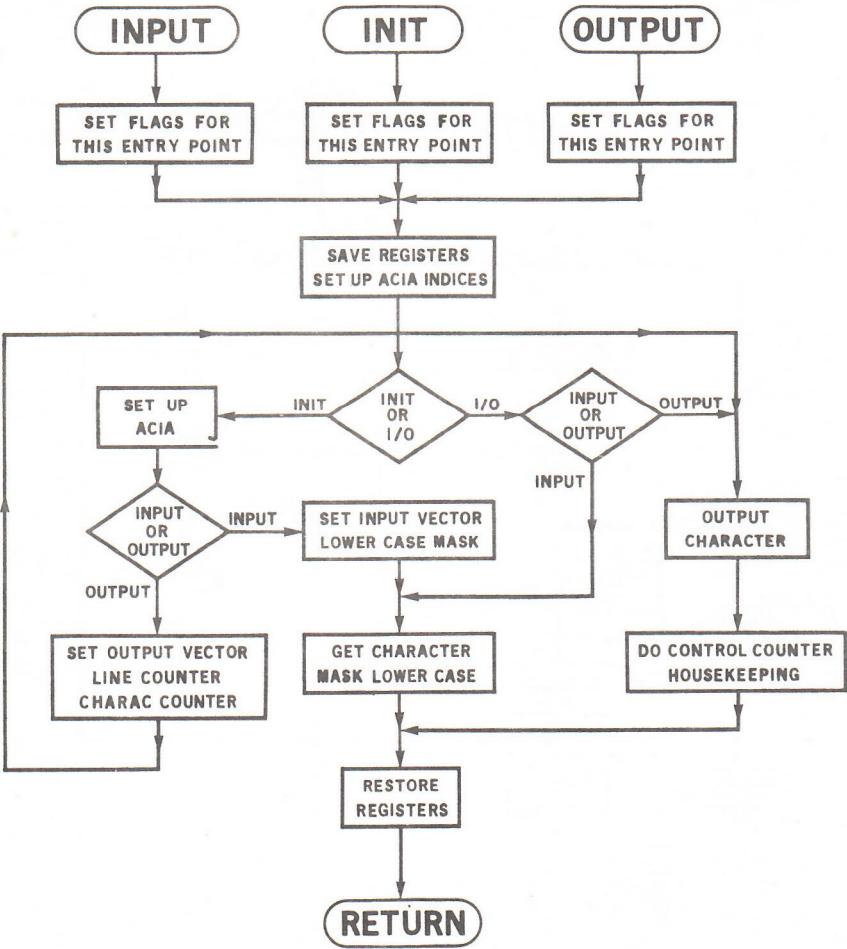 INPUT
INIT
OUTPUT
SET FLAGS FOR
THIS ENTRY POINT
SET FLAGS FOR
THIS ENTRY POINT
SET FLAGS FOR
THIS ENTRY POINT
SAVE REGISTERS
SET UP ACIA INDICES
SET UP
ACIA
INIT
INIT
OR
I/O
I/O
INPUT
OR
OUTPUT
OUTPUT
INPUT
INPUT
OR
OUTPUT
INPUT
OUTPUT
SET INPUT VECTOR
LOWER CASE MASK
OUTPUT
CHARACTER
SET OUTPUT VECTOR
LINE COUNTER
CHARAC COUNTER
GET CHARACTER
MASK LOWER CASE
DO CONTROL COUNTER
HOUSEKEEPING
RESTORE
REGISTERS
RETURN